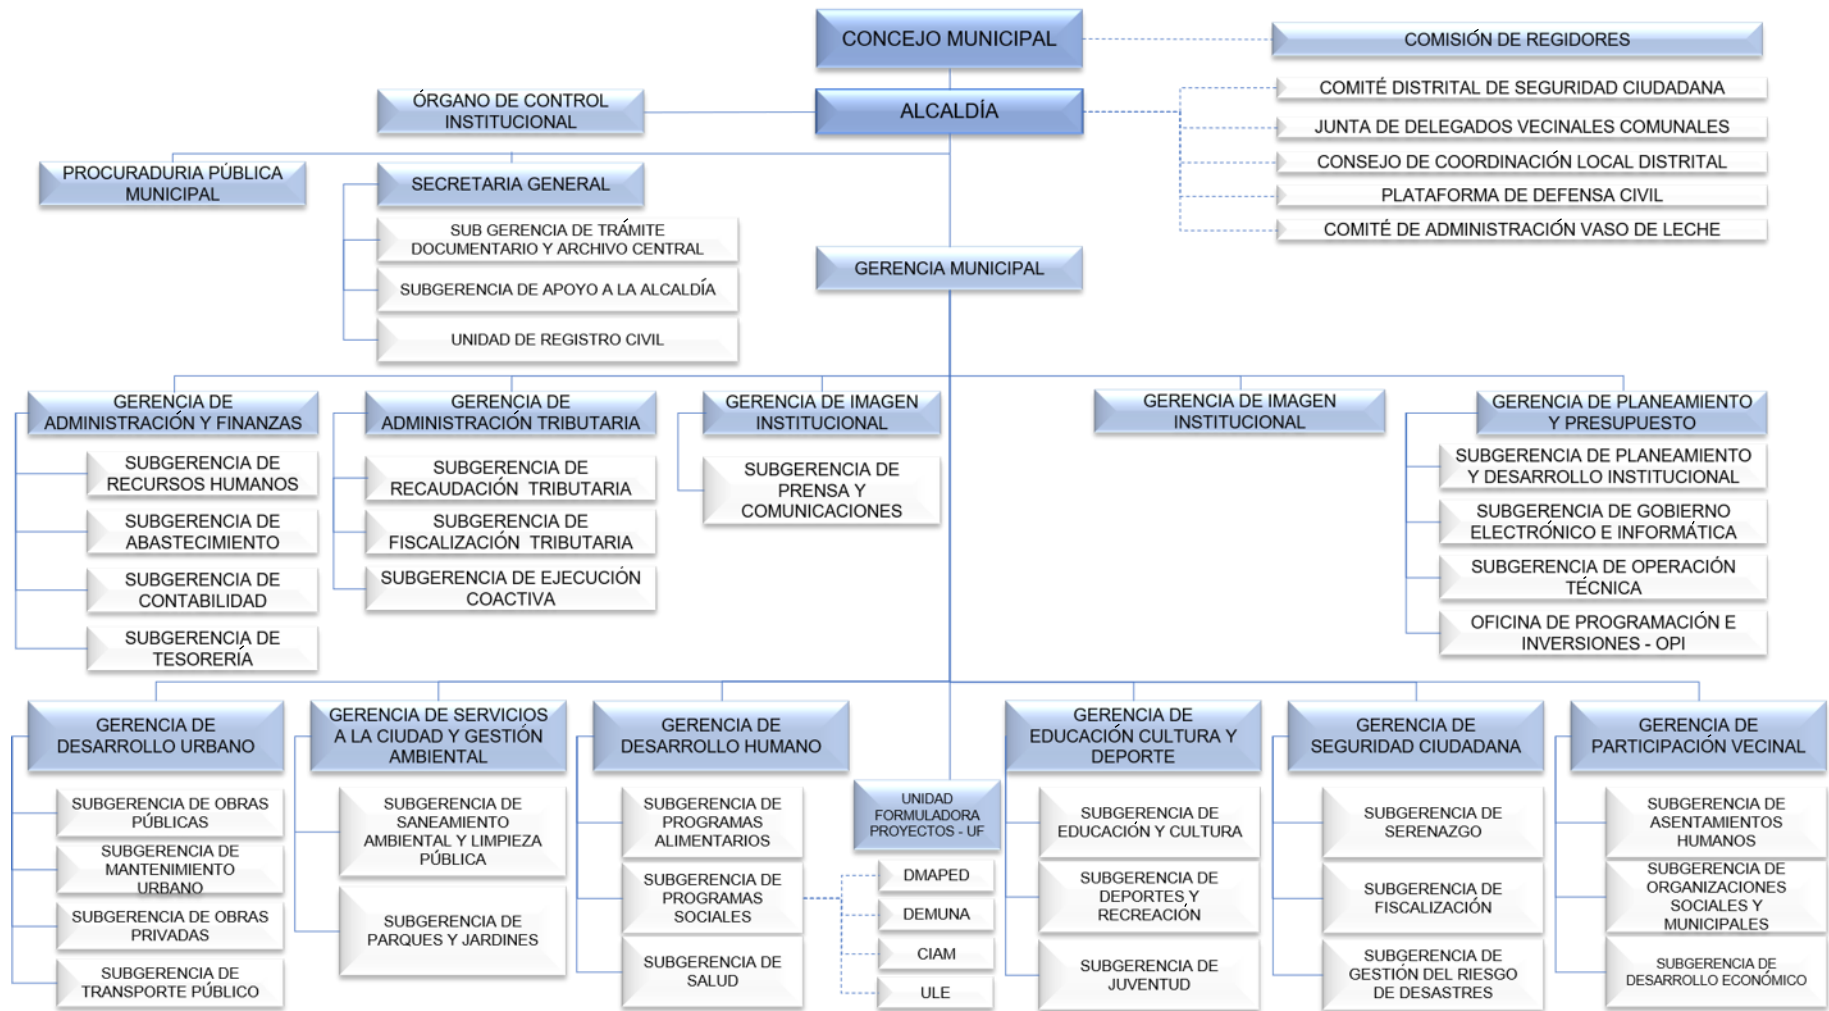 CONCEJO MUNICIPAL
COMISIÓN DE REGIDORES
ÓRGANO DE CONTROL
INSTITUCIONAL
ALCALDÍA
COMITÉ DISTRITAL DE SEGURIDAD CIUDADANA
JUNTA DE DELEGADOS VECINALES COMUNALES
CONSEJO DE COORDINACIÓN LOCAL DISTRITAL
PLATAFORMA DE DEFENSA CIVIL
COMITÉ DE ADMINISTRACIÓN VASO DE LECHE
PROCURADURIA PÚBLICA
MUNICIPAL
SECRETARIA GENERAL
SUB GERENCIA DE TRÁMITE
DOCUMENTARIO Y ARCHIVO CENTRAL
SUBGERENCIA DE APOYO A LA ALCALDÍA
UNIDAD DE REGISTRO CIVIL
GERENCIA MUNICIPAL
GERENCIA DE
ADMINISTRACIÓN Y FINANZAS
SUBGERENCIA DE
RECURSOS HUMANOS
SUBGERENCIA DE
ABASTECIMIENTO
SUBGERENCIA DE
CONTABILIDAD
SUBGERENCIA DE
TESORERÍA
GERENCIA DE
ADMINISTRACIÓN TRIBUTARIA
SUBGERENCIA DE
RECAUDACIÓN TRIBUTARIA
SUBGERENCIA DE
FISCALIZACIÓN TRIBUTARIA
SUBGERENCIA DE EJECUCIÓN
COACTIVA
GERENCIA DE IMAGEN
INSTITUCIONAL
SUBGERENCIA DE
PRENSA Y
COMUNICACIONES
GERENCIA DE IMAGEN
INSTITUCIONAL
GERENCIA DE PLANEAMIENTO
Y PRESUPUESTO
SUBGERENCIA DE PLANEAMIENTO
Y DESARROLLO INSTITUCIONAL
SUBGERENCIA DE GOBIERNO
ELECTRÓNICO E INFORMÁTICA
SUBGERENCIA DE OPERACIÓN
TÉCNICA
OFICINA DE PROGRAMACIÓN E
INVERSIONES - OPI
GERENCIA DE
DESARROLLO URBANO
SUBGERENCIA DE OBRAS
PÚBLICAS
SUBGERENCIA DE
MANTENIMIENTO
URBANO
SUBGERENCIA DE OBRAS
PRIVADAS
SUBGERENCIA DE
TRANSPORTE PÚBLICO
GERENCIA DE SERVICIOS
A LA CIUDAD Y GESTIÓN
AMBIENTAL
SUBGERENCIA DE
SANEAMIENTO
AMBIENTAL Y LIMPIEZA
PÚBLICA
SUBGERENCIA DE
PARQUES Y JARDINES
GERENCIA DE
DESARROLLO HUMANO
SUBGERENCIA DE
PROGRAMAS
ALIMENTARIOS
SUBGERENCIA DE
PROGRAMAS
SOCIALES
SUBGERENCIA DE
SALUD
UNIDAD
FORMULADORA
PROYECTOS - UF
DMAPED
DEMUNA
CIAM
ULE
GERENCIA DE
EDUCACIÓN CULTURA Y
DEPORTE
SUBGERENCIA DE
EDUCACIÓN Y CULTURA
SUBGERENCIA DE
DEPORTES Y
RECREACIÓN
SUBGERENCIA DE
JUVENTUD
GERENCIA DE
SEGURIDAD CIUDADANA
SUBGERENCIA DE
SERENAZGO
SUBGERENCIA DE
FISCALIZACIÓN
SUBGERENCIA DE
GESTIÓN DEL RIESGO
DE DESASTRES
GERENCIA DE
PARTICIPACIÓN VECINAL
SUBGERENCIA DE
ASENTAMIENTOS
HUMANOS
SUBGERENCIA DE
ORGANIZACIONES
SOCIALES Y
MUNICIPALES
SUBGERENCIA DE
DESARROLLO ECONÓMICO